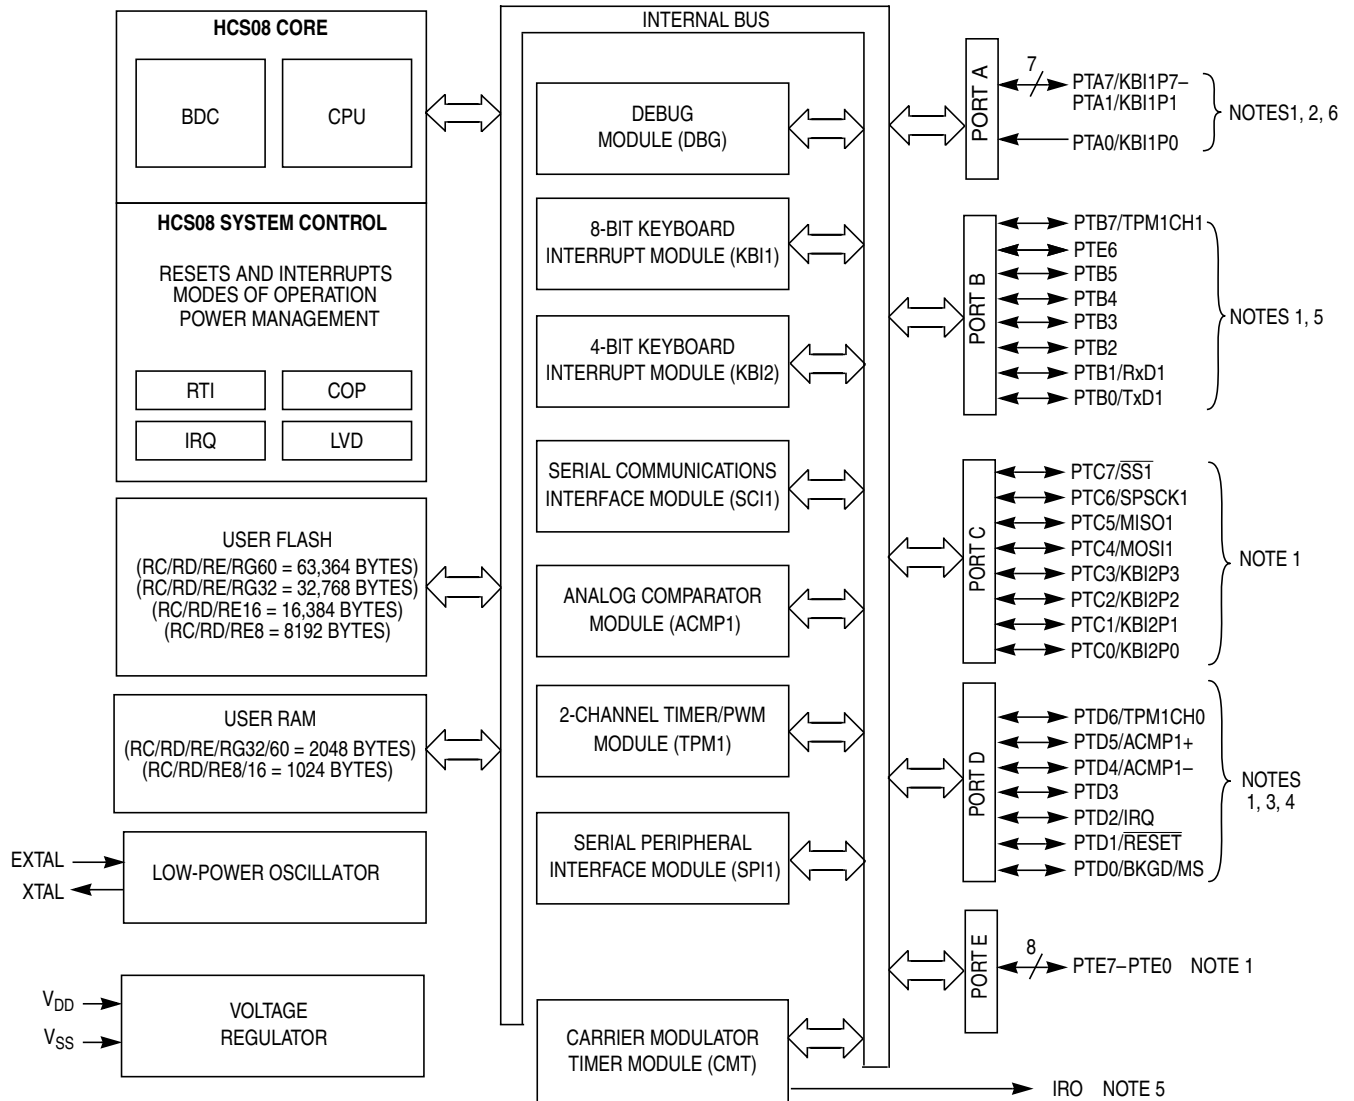 INTERNAL BUS
HCS08 CORE
BDC
CPU
HCS08 SYSTEM CONTROL
RESETS AND INTERRUPTS
MODES OF OPERATION
POWER MANAGEMENT
RTI
COP
IRQ
LVD
USER FLASH
(RC/RD/RE/RG60 = 63,364 BYTES)
(RC/RD/RE/RG32 = 32,768 BYTES)
(RC/RD/RE16 = 16,384 BYTES)
(RC/RD/RE8 = 8192 BYTES)
USER RAM
(RC/RD/RE/RG32/60 = 2048 BYTES)
(RC/RD/RE8/16 = 1024 BYTES)
EXTAL
XTAL
LOW-POWER OSCILLATOR
VDD
VSS
VOLTAGE
REGULATOR
DEBUG
MODULE (DBG)
8-BIT KEYBOARD
INTERRUPT MODULE (KBI1)
4-BIT KEYBOARD
INTERRUPT MODULE (KBI2)
SERIAL COMMUNICATIONS
INTERFACE MODULE (SCI1)
ANALOG COMPARATOR
MODULE (ACMP1)
2-CHANNEL TIMER/PWM
MODULE (TPM1)
SERIAL PERIPHERAL
INTERFACE MODULE (SPI1)
CARRIER MODULATOR
TIMER MODULE (CMT)
PORT A
7
PTA7/KBI1P7–
PTA1/KBI1P1
PTA0/KBI1P0
NOTES1, 2, 6
PORT B
PTB7/TPM1CH1
PTE6
PTB5
PTB4
PTB3
PTB2
PTB1/RxD1
PTB0/TxD1
NOTES 1, 5
PORT C
PTC7/SS1
PTC6/SPSCK1
PTC5/MISO1
PTC4/MOSI1
PTC3/KBI2P3
PTC2/KBI2P2
PTC1/KBI2P1
PTC0/KBI2P0
NOTE 1
PORT D
PTD6/TPM1CH0
PTD5/ACMP1+
PTD4/ACMP1–
PTD3
PTD2/IRQ
PTD1/RESET
PTD0/BKGD/MS
NOTES
1, 3, 4
PORT E
8
PTE7–PTE0 NOTE 1
IRO NOTE 5